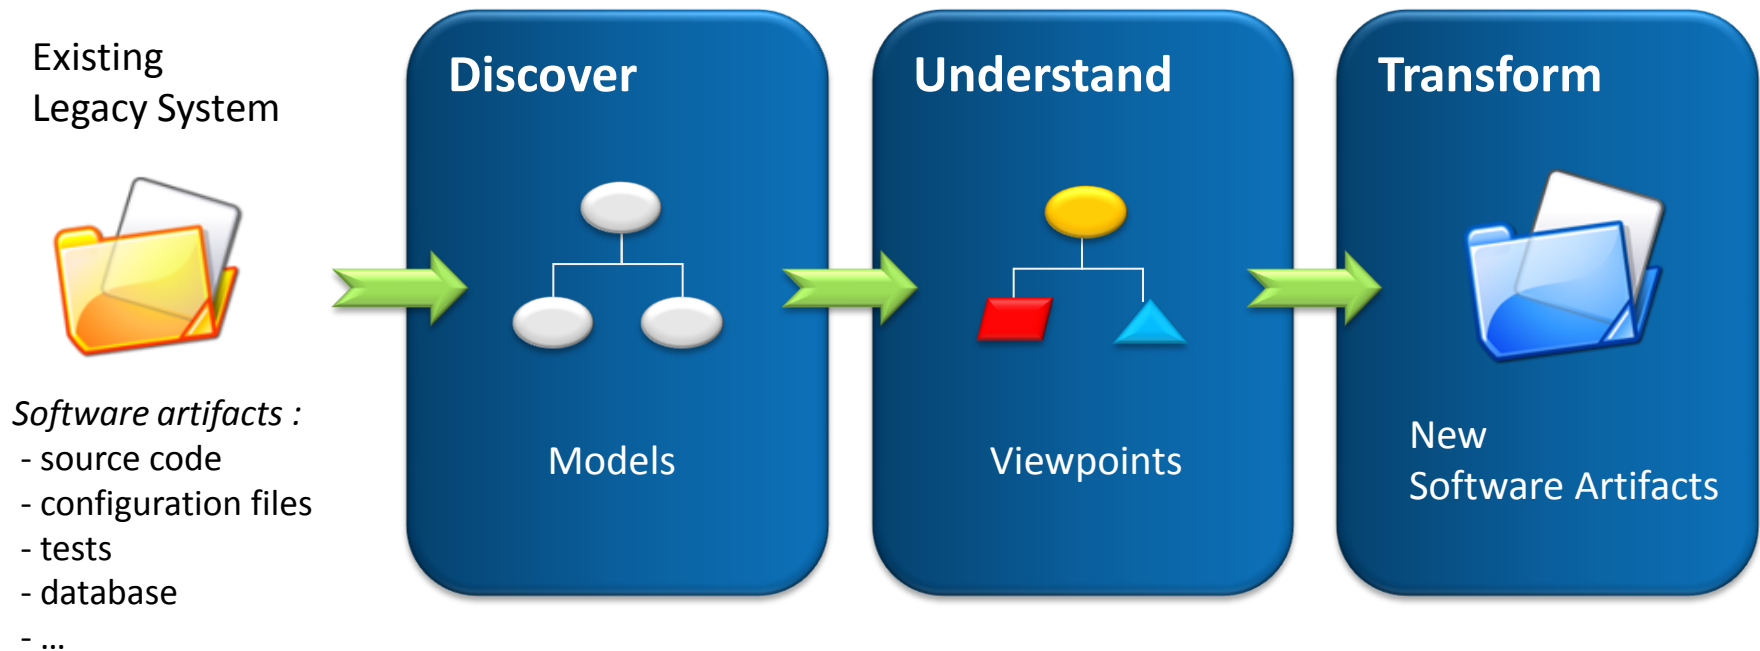 Existing
Legacy System
Software artifacts :
- source code
- configuration files
- tests
- database
- ...
Discover
Models
Understand
Viewpoints
Transform
New
Software Artifacts